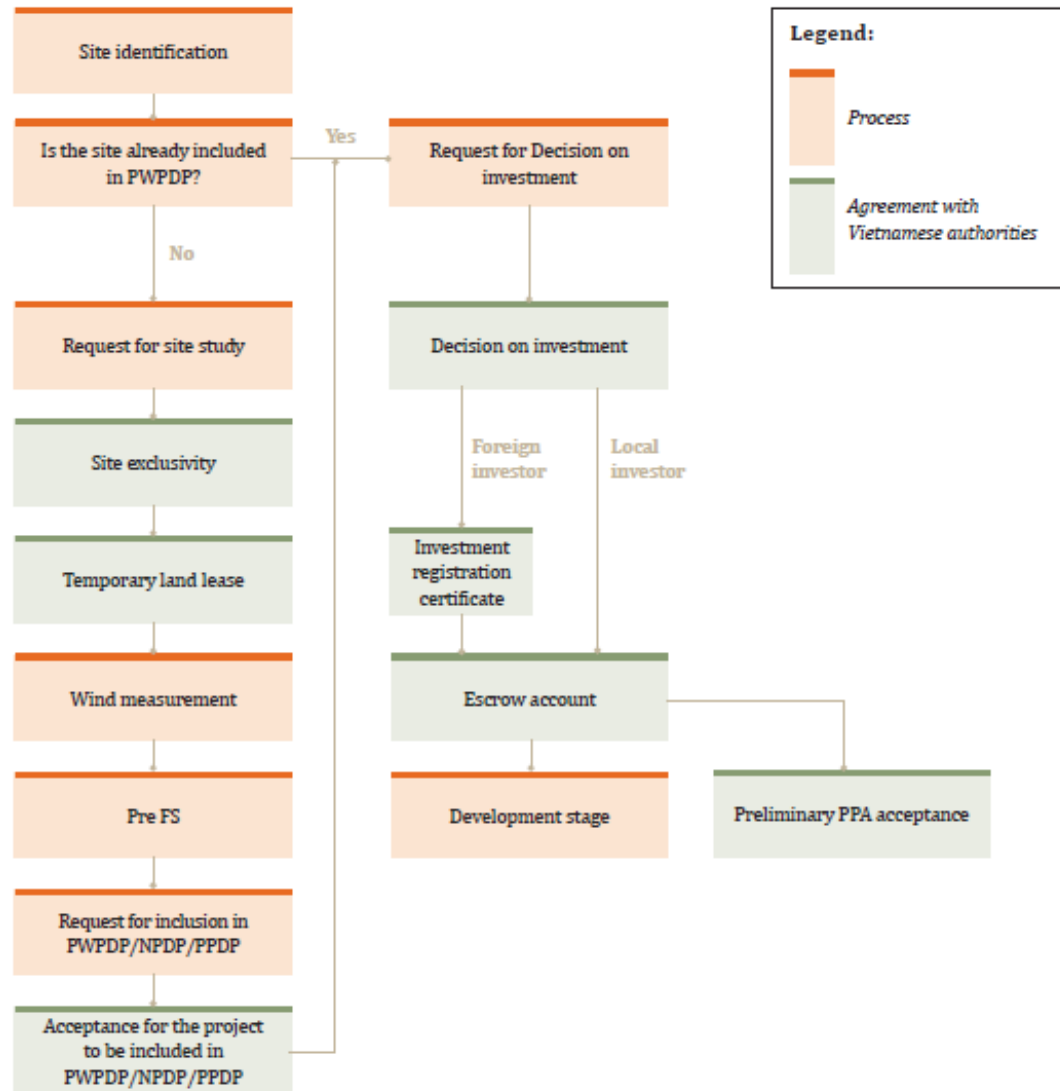 Site identification
Is the site already included
in PWPDP?
Yes
No
Request for site study
Site exclusivity
Temporary land lease
Wind measurement
Pre FS
Request for inclusion in
PWPDP/NPDP/PPDP
Acceptance for the project
to be included in
PWPDP/NPDP/PPDP
Request for Decision on
investment
Decision on investment
Foreign
investor
Local
investor
Investment
registration
certificate
Escrow account
Development stage
Preliminary PPA acceptance
Legend:
Process
Agreement with
Vietnamese authorities